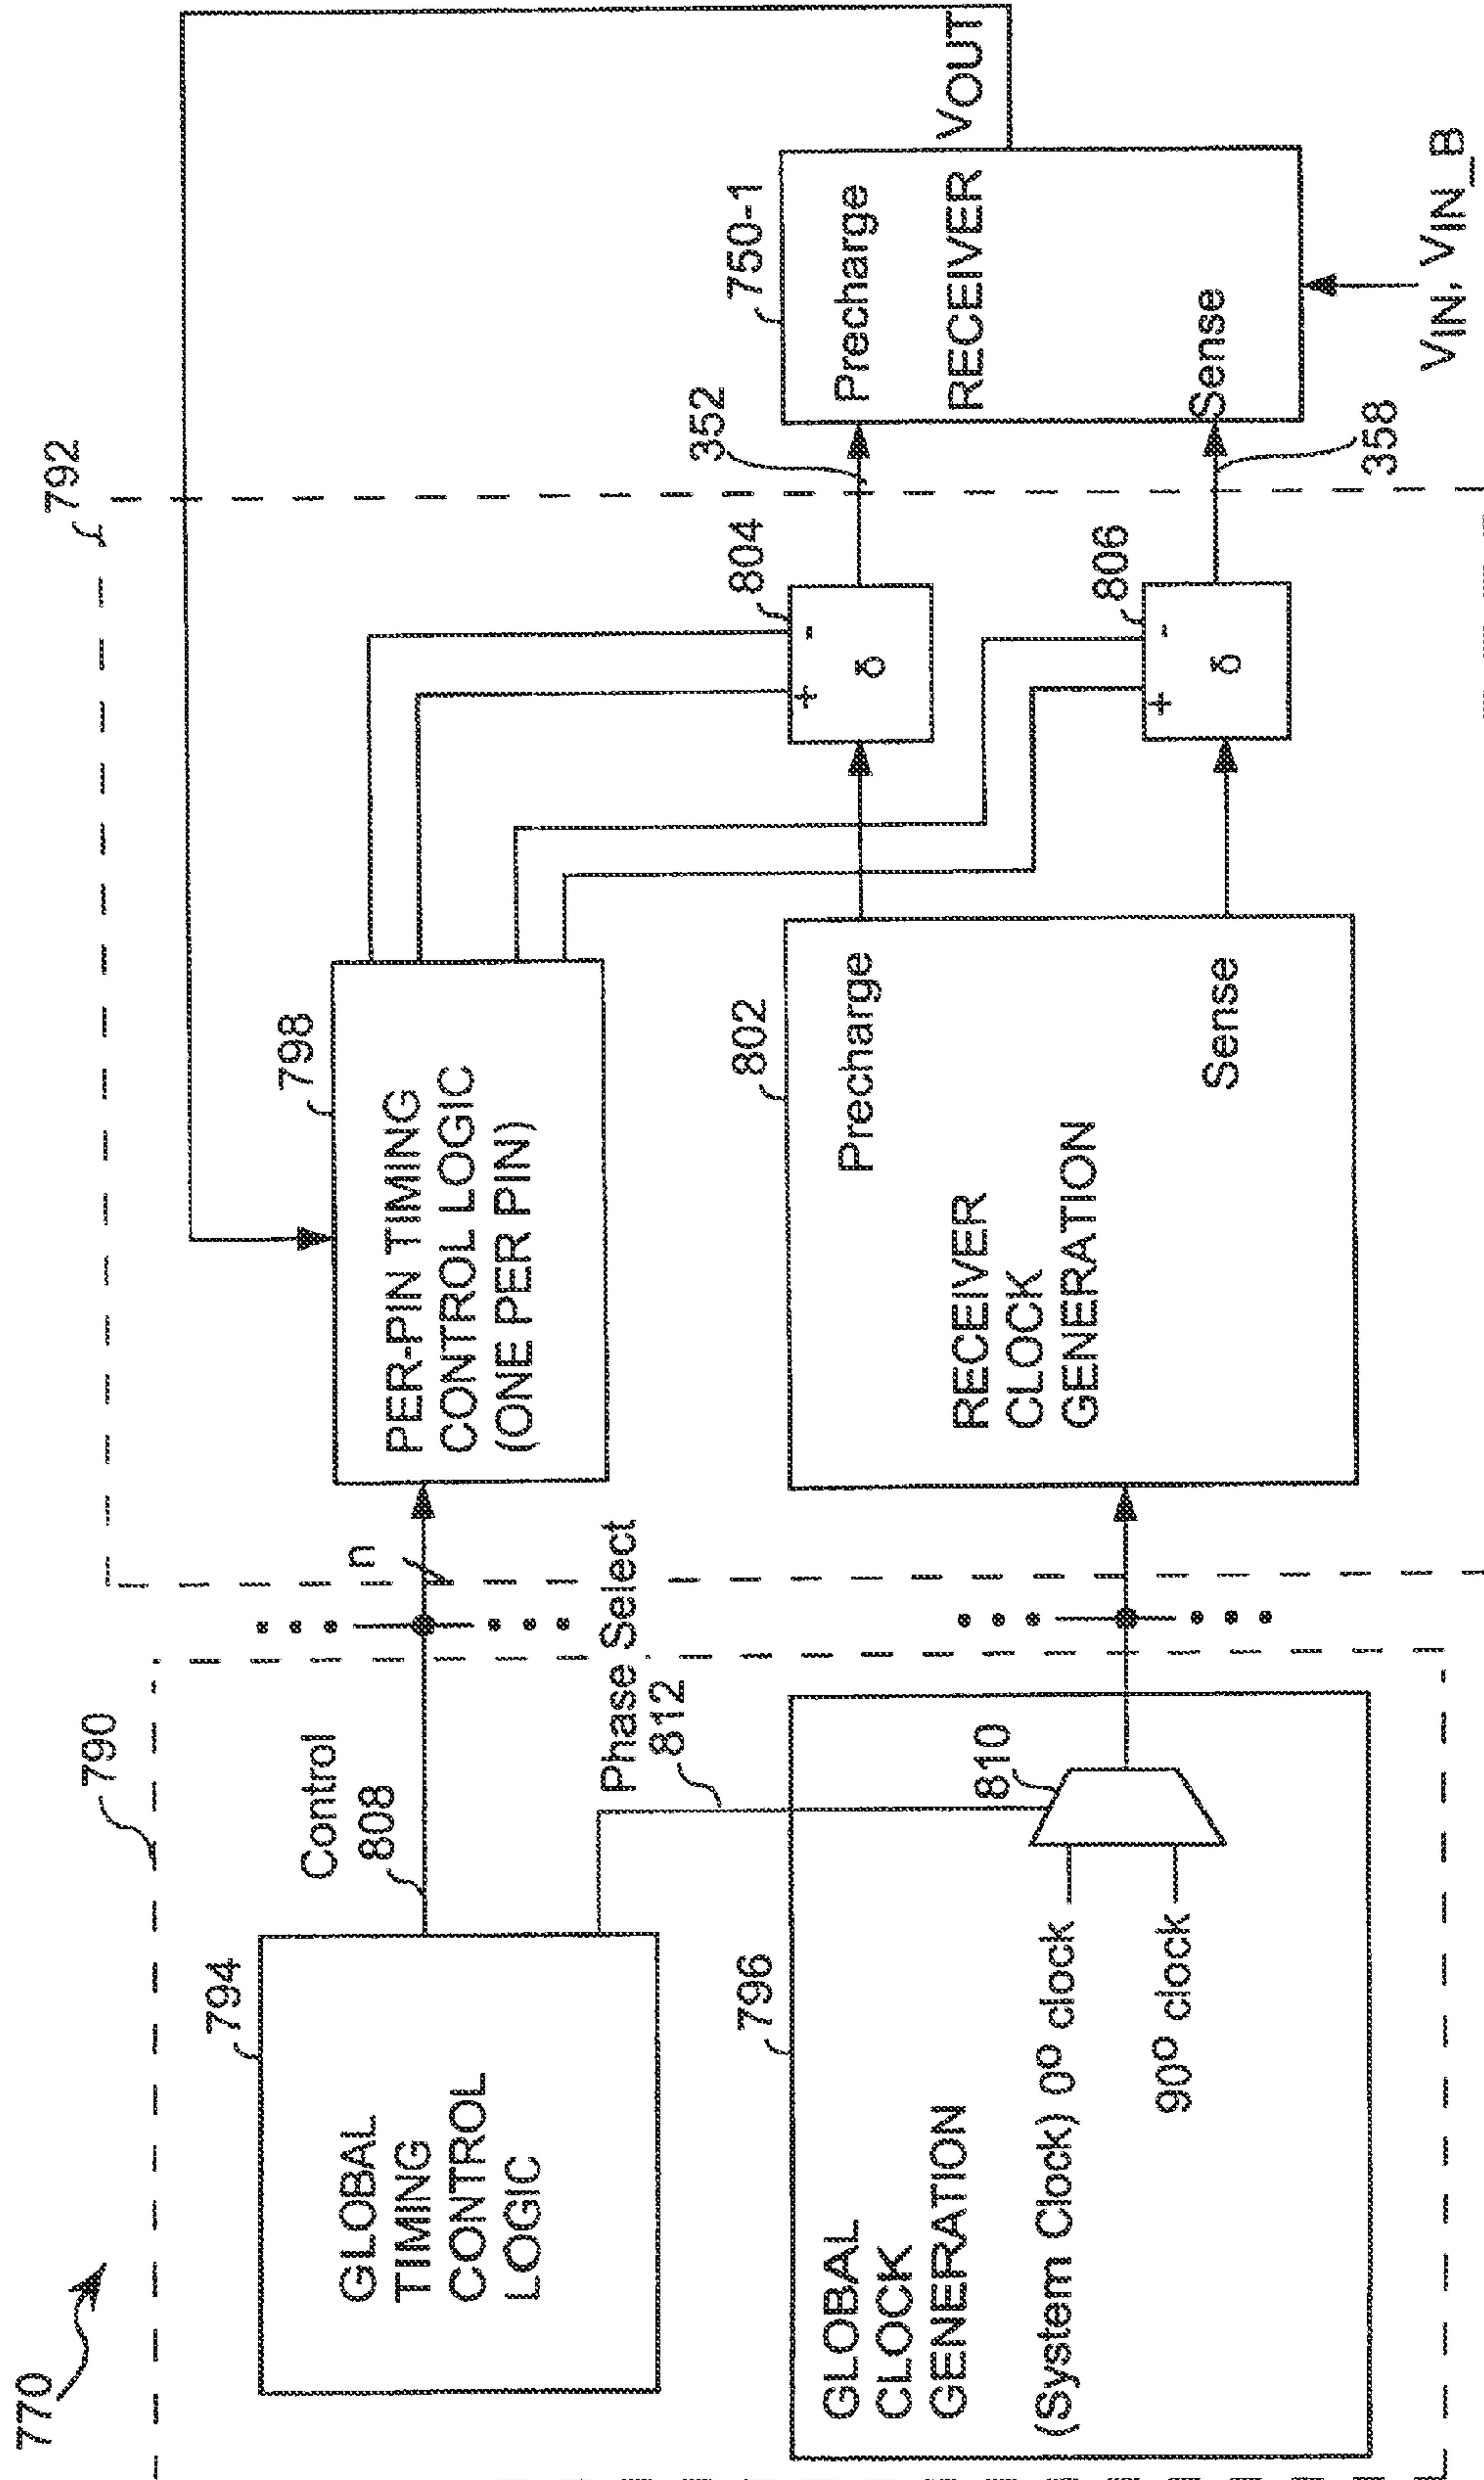 770
790
792
794
GLOBAL
TIMING
CONTROL
LOGIC
Control
808
n
798
PER-PIN TIMING
CONTROL LOGIC
(ONE PER PIN)
Phase Select
812
796
GLOBAL
CLOCK
GENERATION
(System Clock) 0º clock
90º clock
810
802
Precharge
RECEIVER
CLOCK
GENERATION
Sense
804
+ -
δ
806
+ -
δ
352
358
750-1
Precharge
RECEIVER
Sense
VOUT
VIN, VIN_B